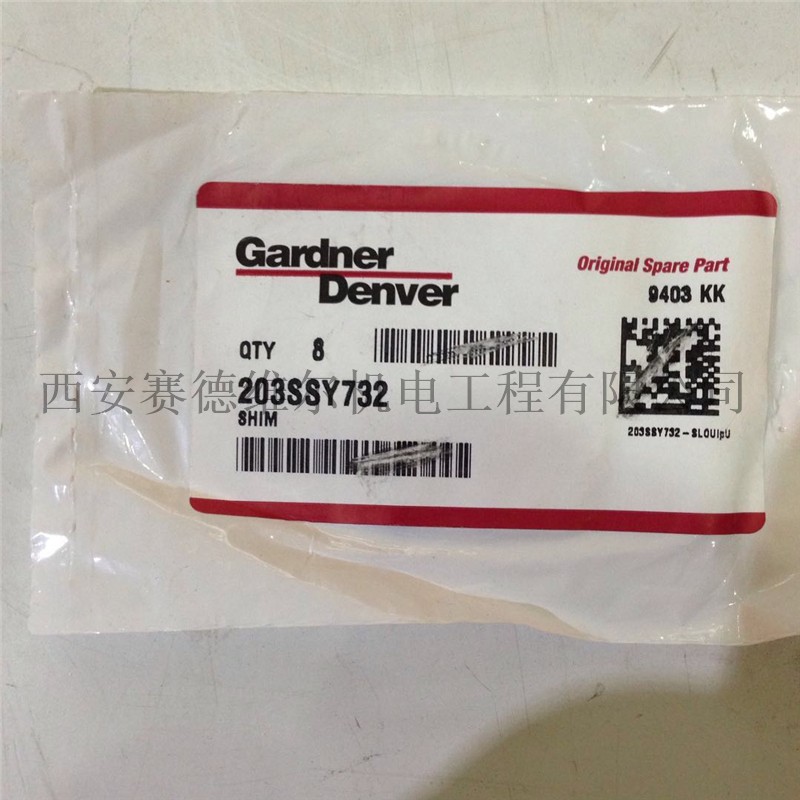 Gardner
Denver
Original Spare Part
9403 KK
QTY 8
203SSY732
SHIM
203SSY732-SL0UIpU
西安赛德维尔机电工程有限公司